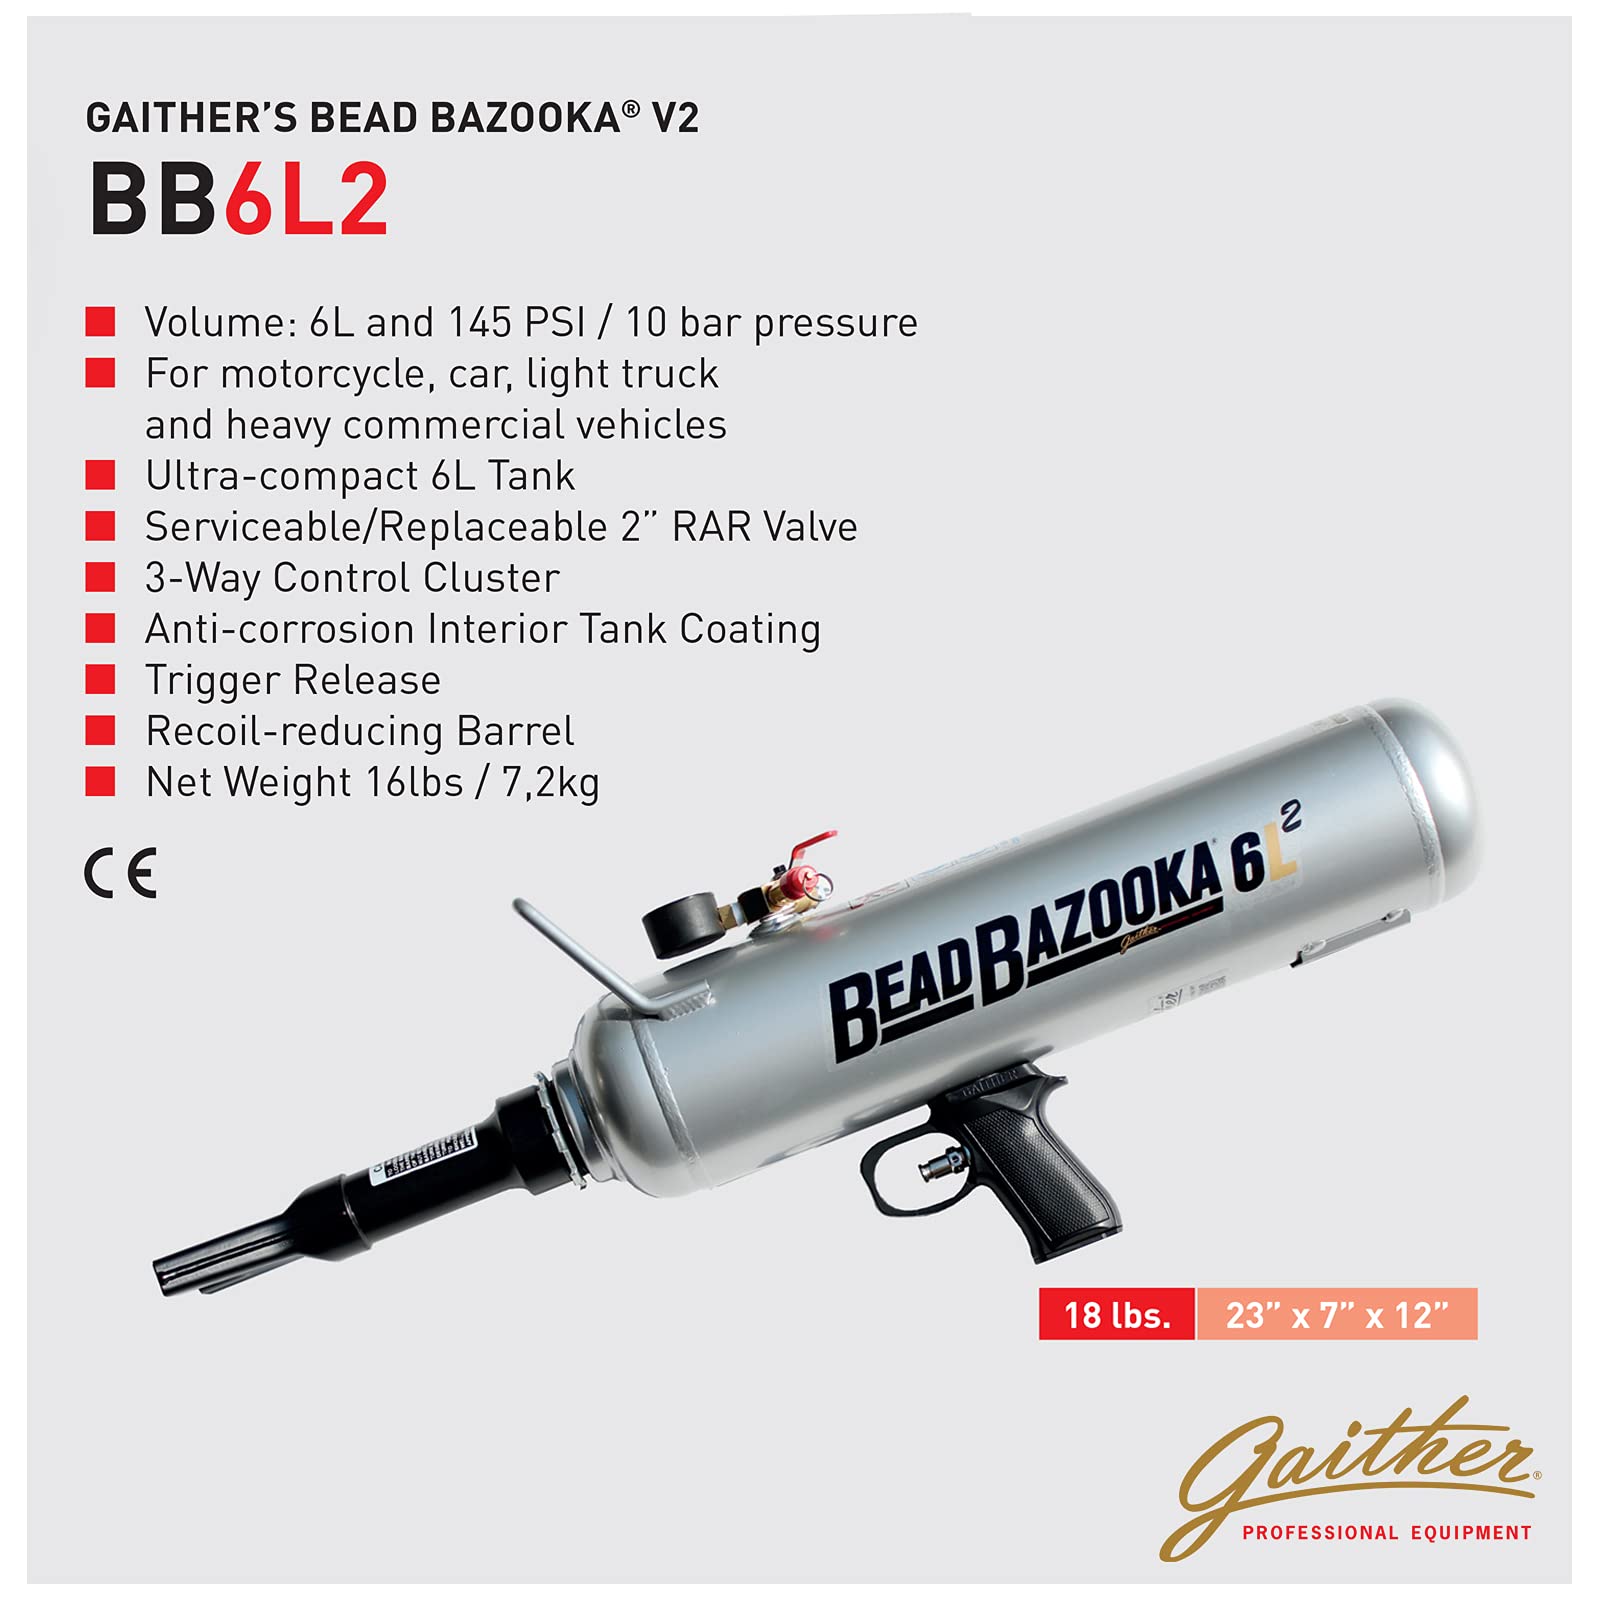 GAITHER’S BEAD BAZOOKA® V2
BB6L2
Volume: 6L and 145 PSI / 10 bar pressure
For motorcycle, car, light truck
and heavy commercial vehicles
Ultra-compact 6L Tank
Serviceable/Replaceable 2” RAR Valve
3-Way Control Cluster
Anti-corrosion Interior Tank Coating
Trigger Release
Recoil-reducing Barrel
Net Weight 16lbs / 7,2kg
CE
BEAD BAZOOKA® 6L²
Gaither
GAITHER
18 lbs. 23” x 7” x 12”
Gaither®
PROFESSIONAL EQUIPMENT